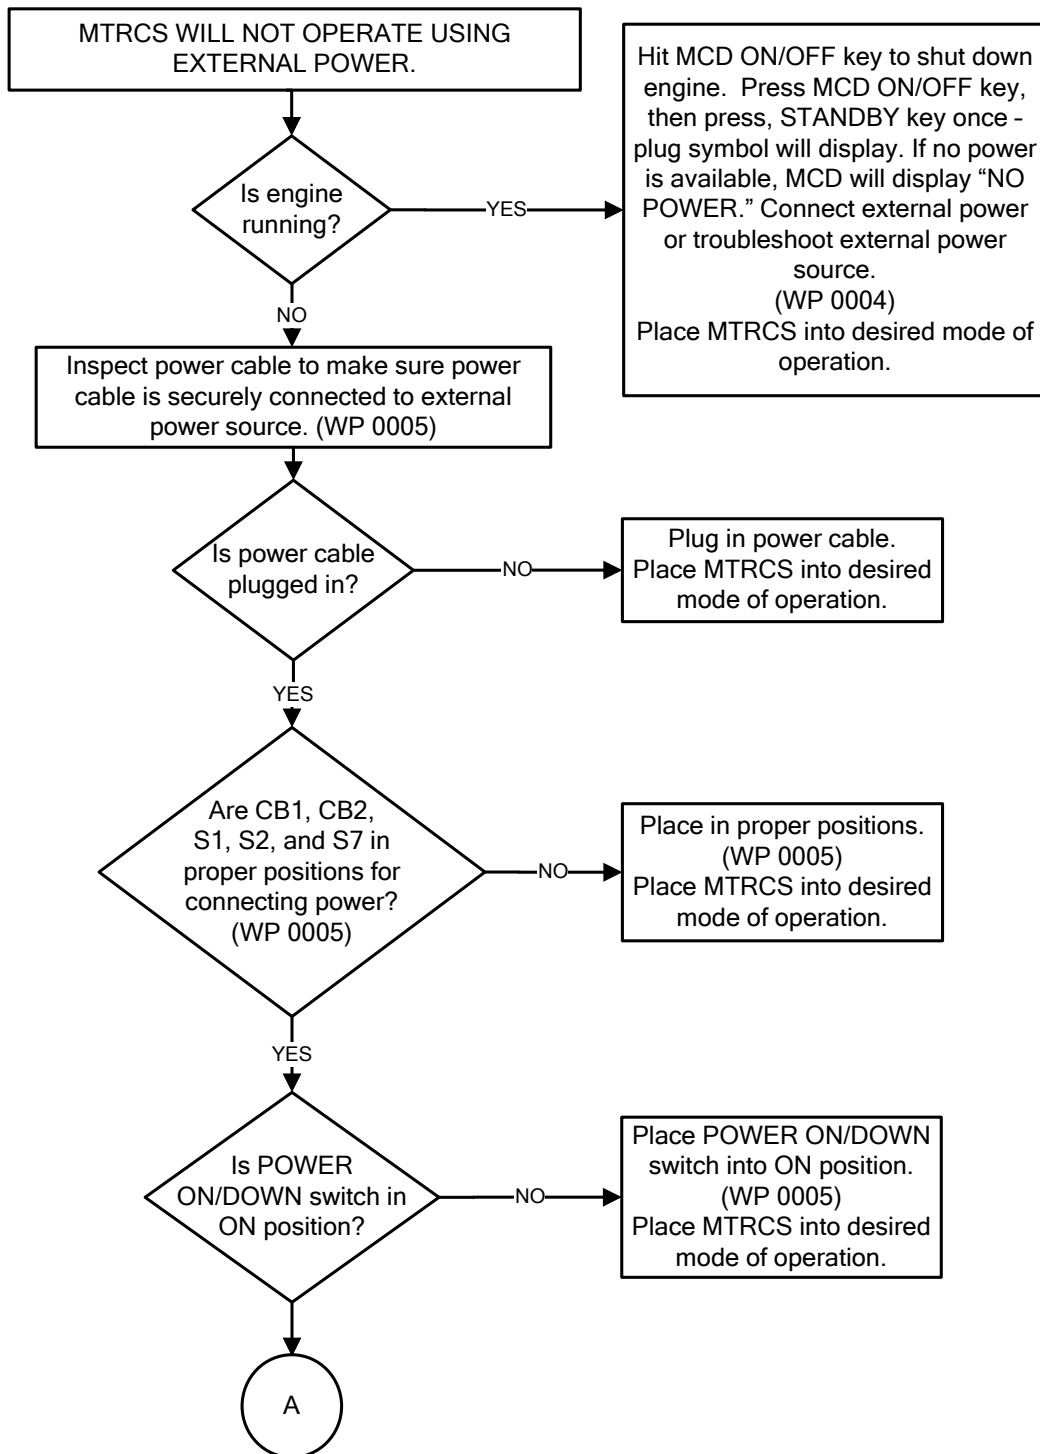 MTRCS WILL NOT OPERATE USING
EXTERNAL POWER.
Hit MCD ON/OFF key to shut down
engine. Press MCD ON/OFF key,
then press, STANDBY key once –
plug symbol will display. If no power
is available, MCD will display “NO
POWER.” Connect external power
or troubleshoot external power
source.
(WP 0004)
Place MTRCS into desired mode of
operation.
Is engine
running?
YES
NO
Inspect power cable to make sure power
cable is securely connected to external
power source. (WP 0005)
Is power cable
plugged in?
NO
Plug in power cable.
Place MTRCS into desired
mode of operation.
YES
Are CB1, CB2,
S1, S2, and S7 in
proper positions for
connecting power?
(WP 0005)
NO
Place in proper positions.
(WP 0005)
Place MTRCS into desired
mode of operation.
YES
Is POWER
ON/DOWN switch in
ON position?
NO
Place POWER ON/DOWN
switch into ON position.
(WP 0005)
Place MTRCS into desired
mode of operation.
A